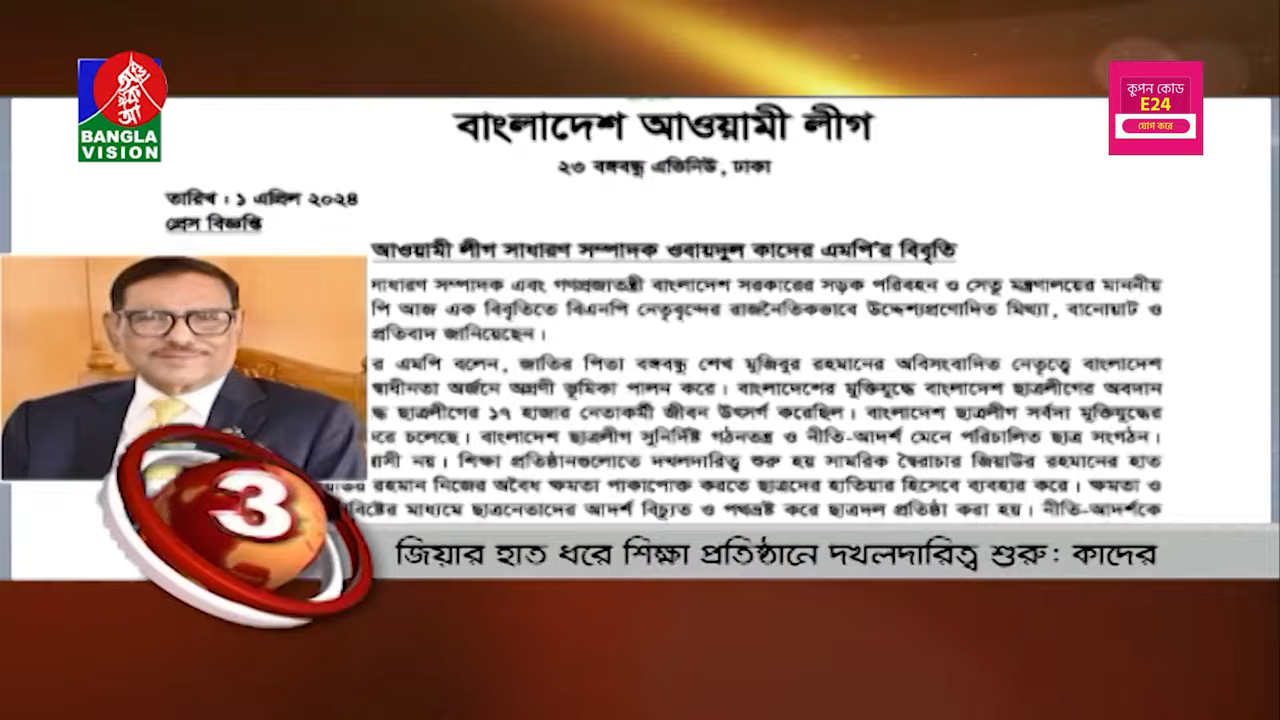 BANGLA
VISION
কুপন কোড
E24
যোগ করে
বাংলাদেশ আওয়ামী লীগ
২৩ বঙ্গবন্ধু এভিনিউ, ঢাকা
তারিখ : ১ এপ্রিল ২০২৪
প্রেস বিজ্ঞপ্তি
আওয়ামী লীগ সাধারণ সম্পাদক ওবায়দুল কাদের এমপি'র বিবৃতি
সাধারণ সম্পাদক এবং গণপ্রজাতন্ত্রী বাংলাদেশ সরকারের সড়ক পরিবহন ও সেতু মন্ত্রণালয়ের মাননীয়
পি আজ এক বিবৃতিতে বিএনপি নেতৃবৃন্দের রাজনৈতিকভাবে উদ্দেশ্যপ্রণোদিত মিথ্যা, বানোয়াট ও
প্রতিবাদ জানিয়েছেন।
র এমপি বলেন, জাতির পিতা বঙ্গবন্ধু শেখ মুজিবুর রহমানের অবিসংবাদিত নেতৃত্বে বাংলাদেশ
স্বাধীনতা অর্জনে অগ্রণী ভূমিকা পালন করে। বাংলাদেশের মুক্তিযুদ্ধে বাংলাদেশ ছাত্রলীগের অবদান
দ্ধে ছাত্রলীগের ১৭ হাজার নেতাকর্মী জীবন উৎসর্গ করেছিল। বাংলাদেশ ছাত্রলীগ সর্বদা মুক্তিযুদ্ধের
রে চলেছে। বাংলাদেশ ছাত্রলীগ সুনির্দিষ্ট গঠনতন্ত্র ও নীতি-আদর্শ মেনে পরিচালিত ছাত্র সংগঠন।
সী নয়। শিক্ষা প্রতিষ্ঠানগুলোতে দখলদারিত্ব শুরু হয় সামরিক স্বৈরাচার জিয়াউর রহমানের হাত
রহমান নিজের অবৈধ ক্ষমতা পাকাপোক্ত করতে ছাত্রদের হাতিয়ার হিসেবে ব্যবহার করে। ক্ষমতা ও
মাধ্যমে ছাত্রনেতাদের আদর্শ বিচ্যুত ও পথভ্রষ্ট করে ছাত্রদল প্রতিষ্ঠা করা হয়। নীতি-আদর্শকে
3
জিয়ার হাত ধরে শিক্ষা প্রতিষ্ঠানে দখলদারিত্ব শুরু: কাদের